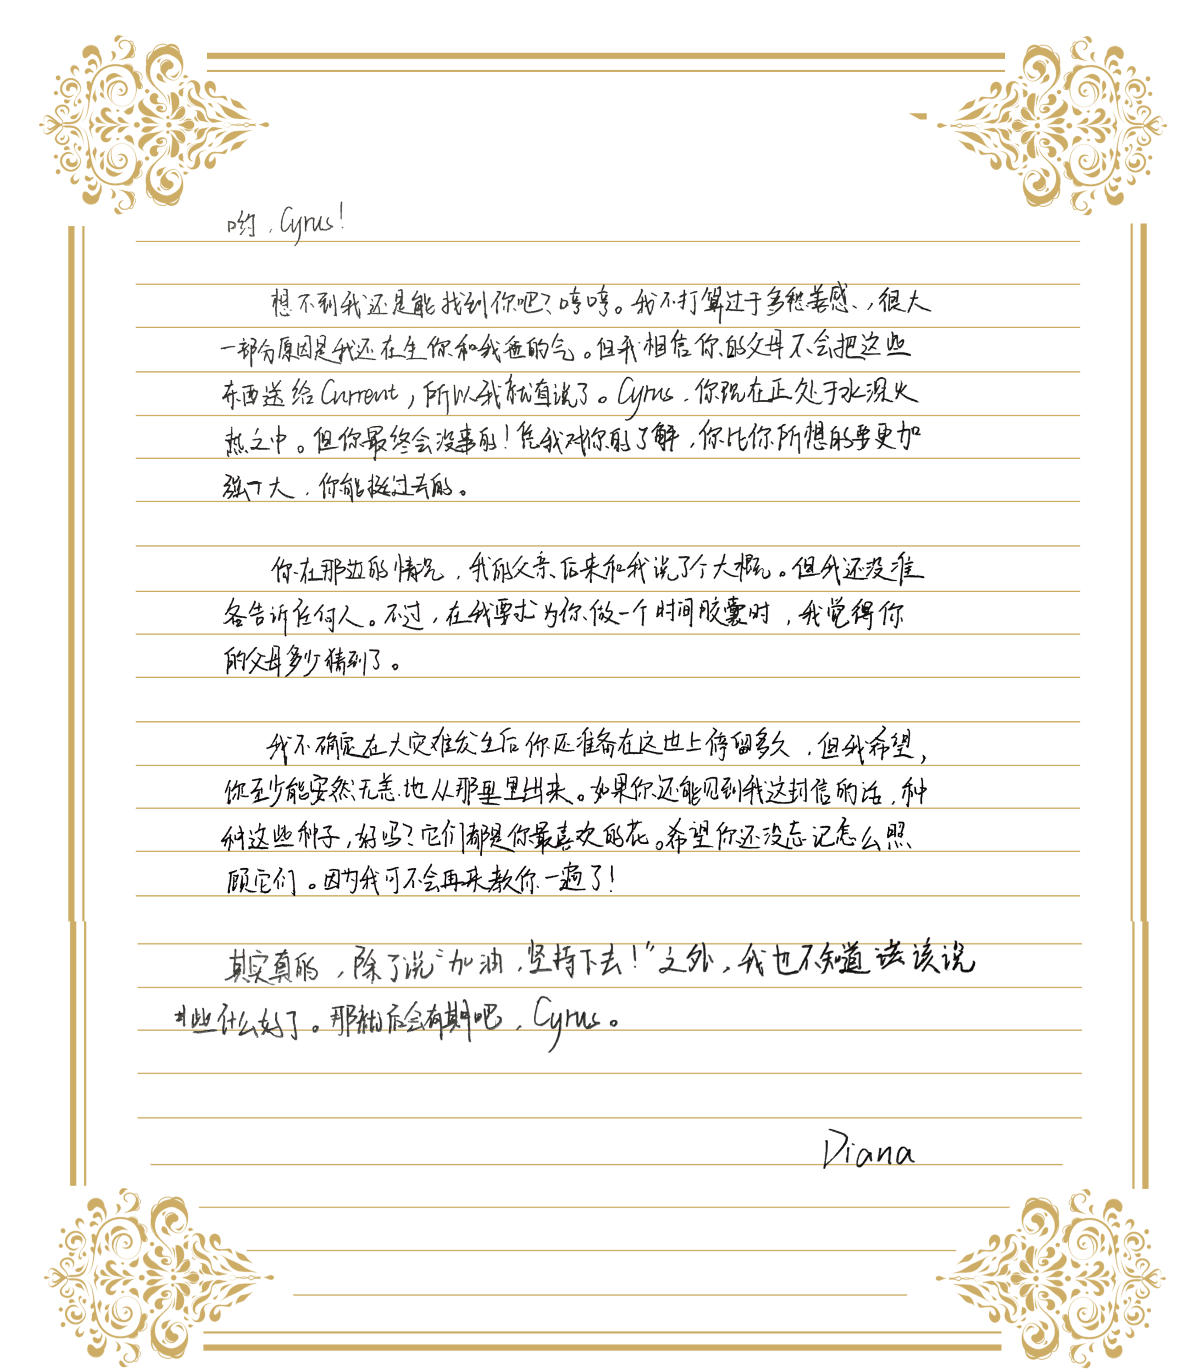 哟，Cyrus！
想不到我还是能找到你吧？哼哼。我不打算过于多愁善感，很大
一部分原因是我还在生你和我爸的气。但我相信你的父母不会把这些
东西送给Current，所以我就直说了。Cyrus，你现在正处于水深火
热之中。但你最终会没事的！凭我对你的了解，你比你所想的要更加
强大，你能挺过去的。
你在那边的情况，我的父亲后来和我说了个大概。但我还没准
备告诉任何人。不过，在我要求为你做一个时间胶囊时，我觉得你
的父母多少猜到了。
我不确定在大灾难发生后你还准备在这世上停留多久，但我希望，
你至少能安然无恙地从那里出来。如果你还能见到我这封信的话，种
种这些种子，好吗？它们都是你最喜欢的花。希望你还没忘记怎么照
顾它们。因为我可不会再来教你一遍了！
其实真的，除了说“加油，坚持下去！”之外，我也不知道该说
些什么好了。那就后会有期吧，Cyrus。
Diana